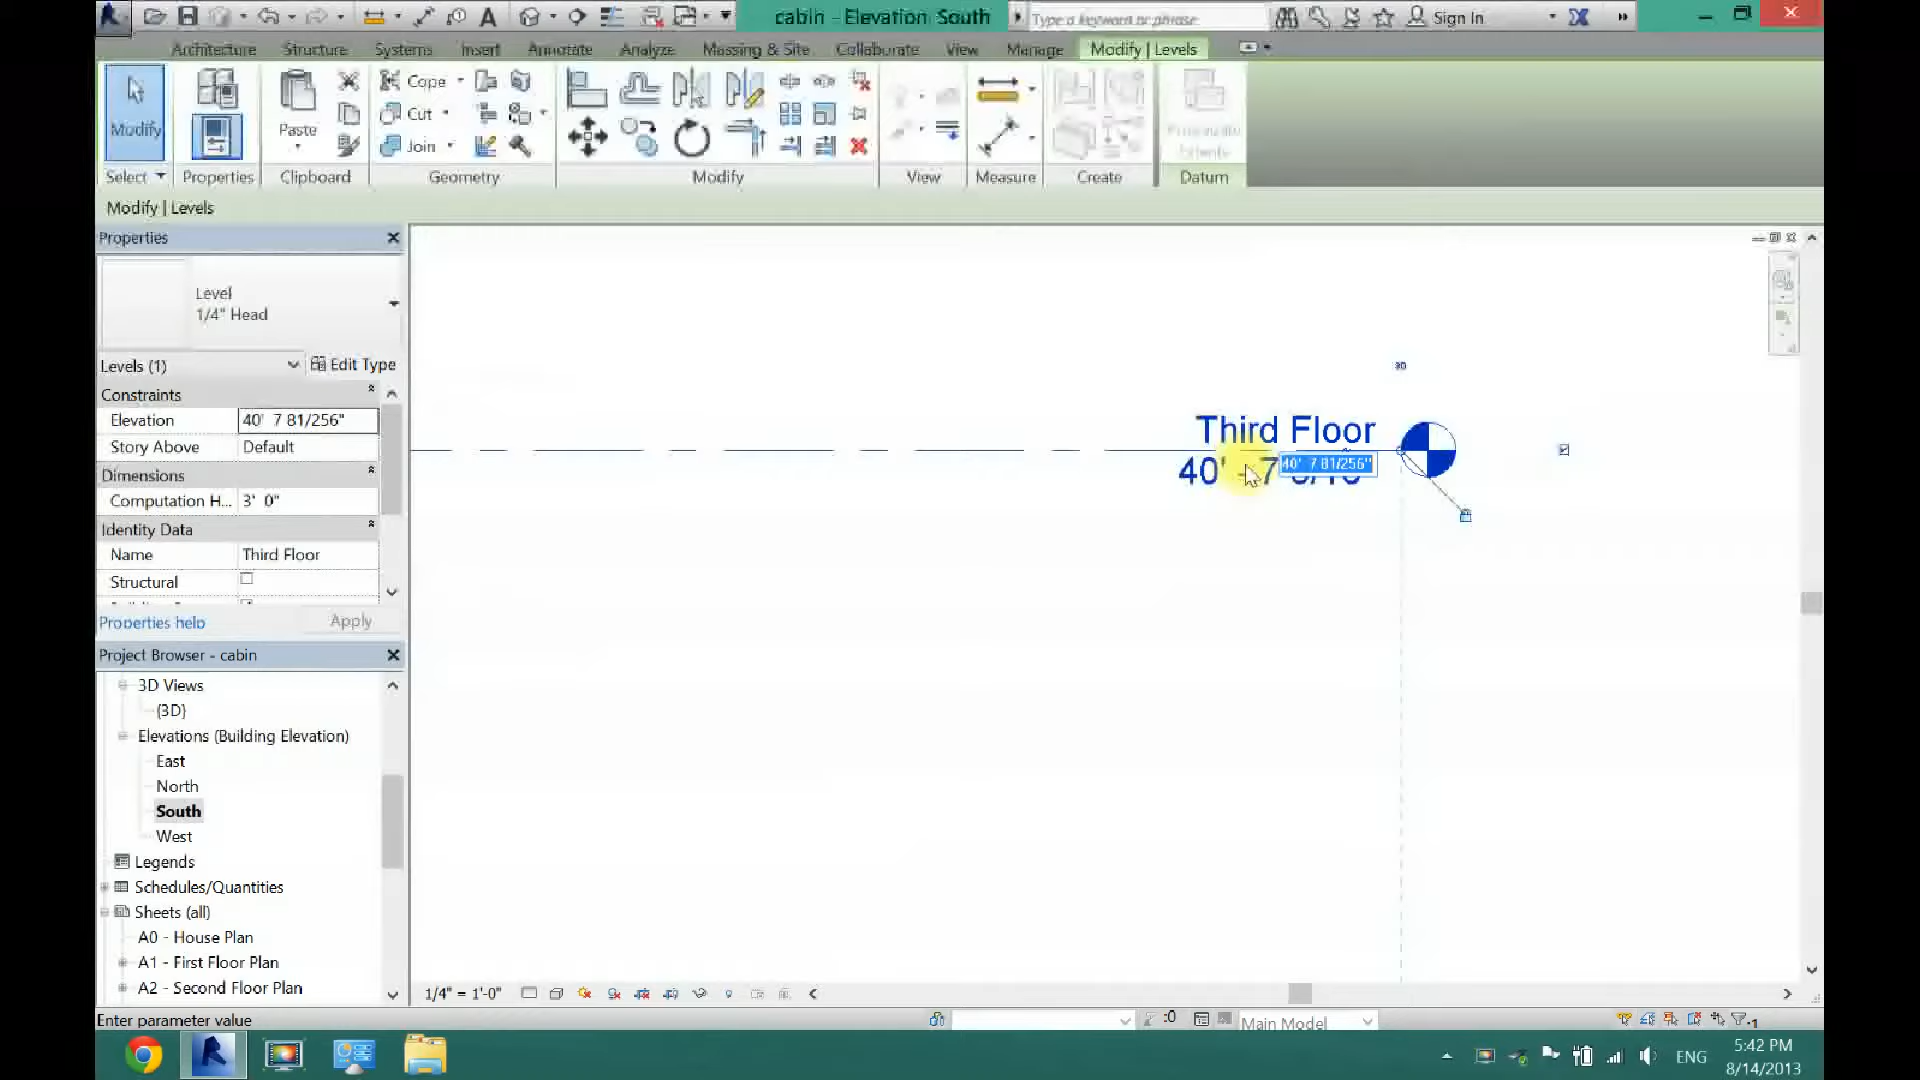 cabin - Elevation: South
Type a keyword or phrase
Sign In
Architecture Structure Systems Insert Annotate Analyze Massing & Site Collaborate View Manage Modify | Levels
Modify
Paste
Cope
Cut
Join
Select Properties Clipboard Geometry Modify View Measure Create Datum
Modify | Levels
Properties
Level
1/4" Head
Levels (1) Edit Type
Constraints
Elevation 40' 7 81/256"
Story Above Default
Dimensions
Computation H... 3' 0"
Identity Data
Name Third Floor
Structural
Properties help Apply
Project Browser - cabin
3D Views
{3D}
Elevations (Building Elevation)
East
North
South
West
Legends
Schedules/Quantities
Sheets (all)
A0 - House Plan
A1 - First Floor Plan
A2 - Second Floor Plan
3D
Third Floor
40' - 7
40' 7 81/256"
1/4" = 1'-0"
Enter parameter value
:0
Main Model
ENG
5:42 PM
8/14/2013